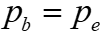 p_b = p_e